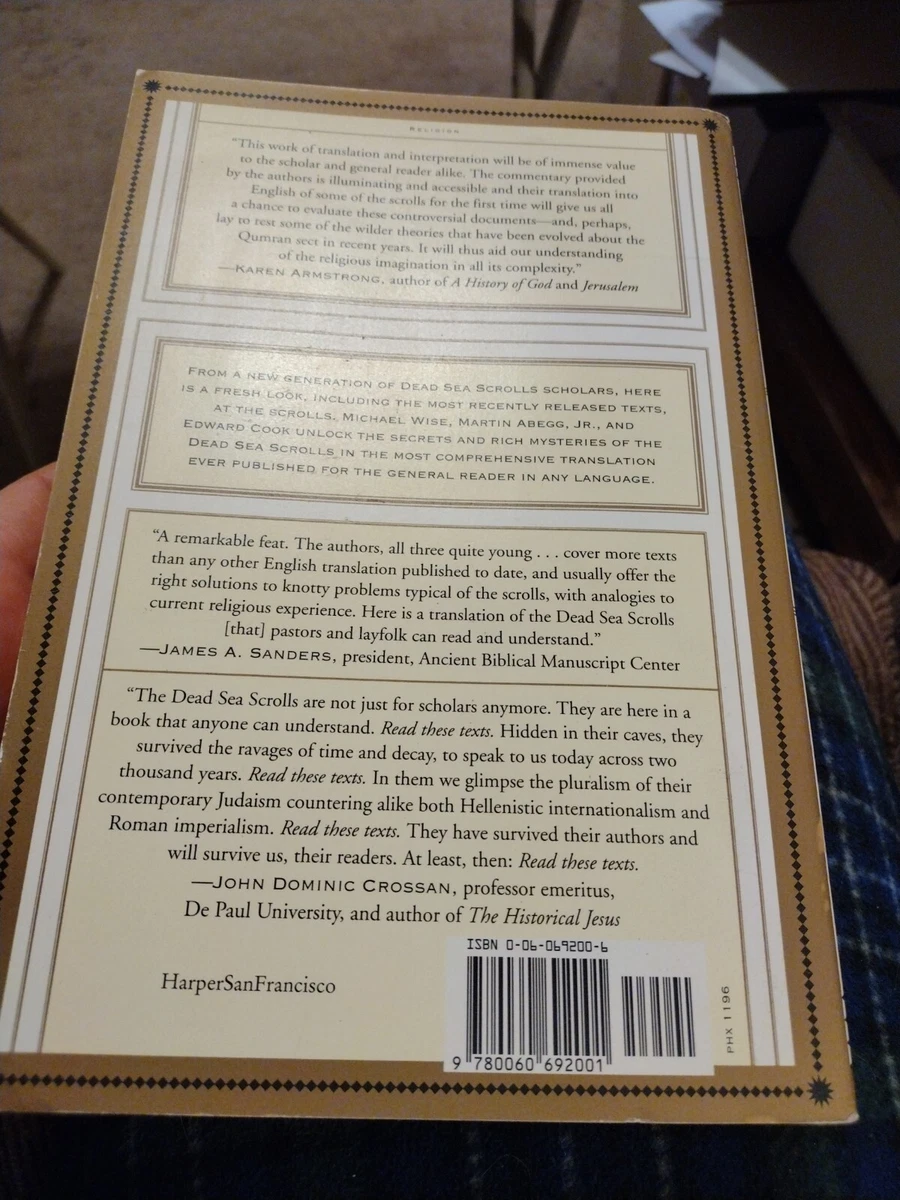 RELIGION
“This work of translation and interpretation will be of immense value
to the scholar and general reader alike. The commentary provided
by the authors is illuminating and accessible and their translation into
English of some of the scrolls for the first time will give us all
a chance to evaluate these controversial documents—and, perhaps,
lay to rest some of the wilder theories that have been evolved about the
Qumran sect in recent years. It will thus aid our understanding
of the religious imagination in all its complexity.”
—KAREN ARMSTRONG, author of A History of God and Jerusalem
FROM A NEW GENERATION OF DEAD SEA SCROLLS SCHOLARS, HERE
IS A FRESH LOOK, INCLUDING THE MOST RECENTLY RELEASED TEXTS,
AT THE SCROLLS. MICHAEL WISE, MARTIN ABEGG, JR., AND
EDWARD COOK UNLOCK THE SECRETS AND RICH MYSTERIES OF THE
DEAD SEA SCROLLS IN THE MOST COMPREHENSIVE TRANSLATION
EVER PUBLISHED FOR THE GENERAL READER IN ANY LANGUAGE.
“A remarkable feat. The authors, all three quite young . . . cover more texts
than any other English translation published to date, and usually offer the
right solutions to knotty problems typical of the scrolls, with analogies to
current religious experience. Here is a translation of the Dead Sea Scrolls
[that] pastors and layfolk can read and understand.”
—JAMES A. SANDERS, president, Ancient Biblical Manuscript Center
“The Dead Sea Scrolls are not just for scholars anymore. They are here in a
book that anyone can understand. Read these texts. Hidden in their caves, they
survived the ravages of time and decay, to speak to us today across two
thousand years. Read these texts. In them we glimpse the pluralism of their
contemporary Judaism countering alike both Hellenistic internationalism and
Roman imperialism. Read these texts. They have survived their authors and
will survive us, their readers. At least, then: Read these texts.
—JOHN DOMINIC CROSSAN, professor emeritus,
De Paul University, and author of The Historical Jesus
HarperSanFrancisco
ISBN 0-06-069200-6
9 780060 692001
PHX 1196